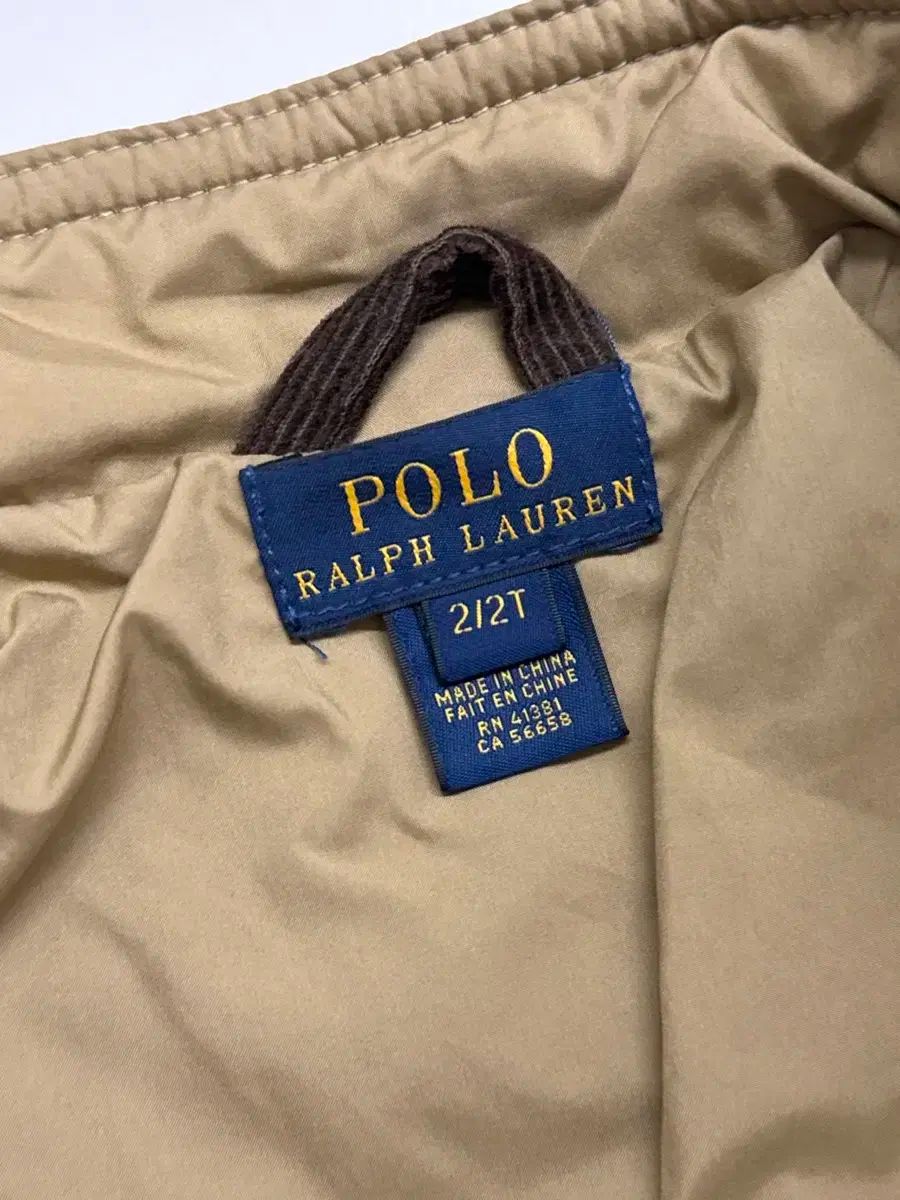 POLO
RALPH LAUREN
2/2T
MADE IN CHINA
FAIT EN CHINE
RN 41381
CA 56658